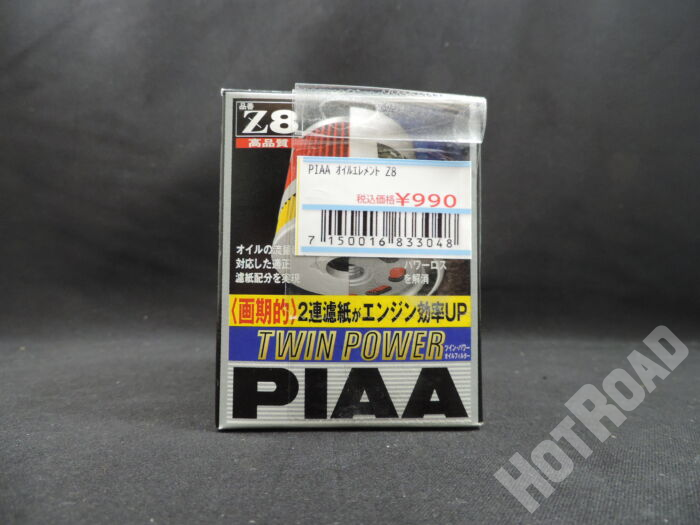 品番
Z8
高品質
PIAA オイルエレメント Z8
税込価格 ¥990
7 150016 833048
オイルの流量
対応した適正
濾紙配分を実現
パワーロス
を解消
〈画期的〉2連濾紙がエンジン効率UP
TWIN POWER
ツイン・パワー
オイルフィルター
PIAA
HOTROAD